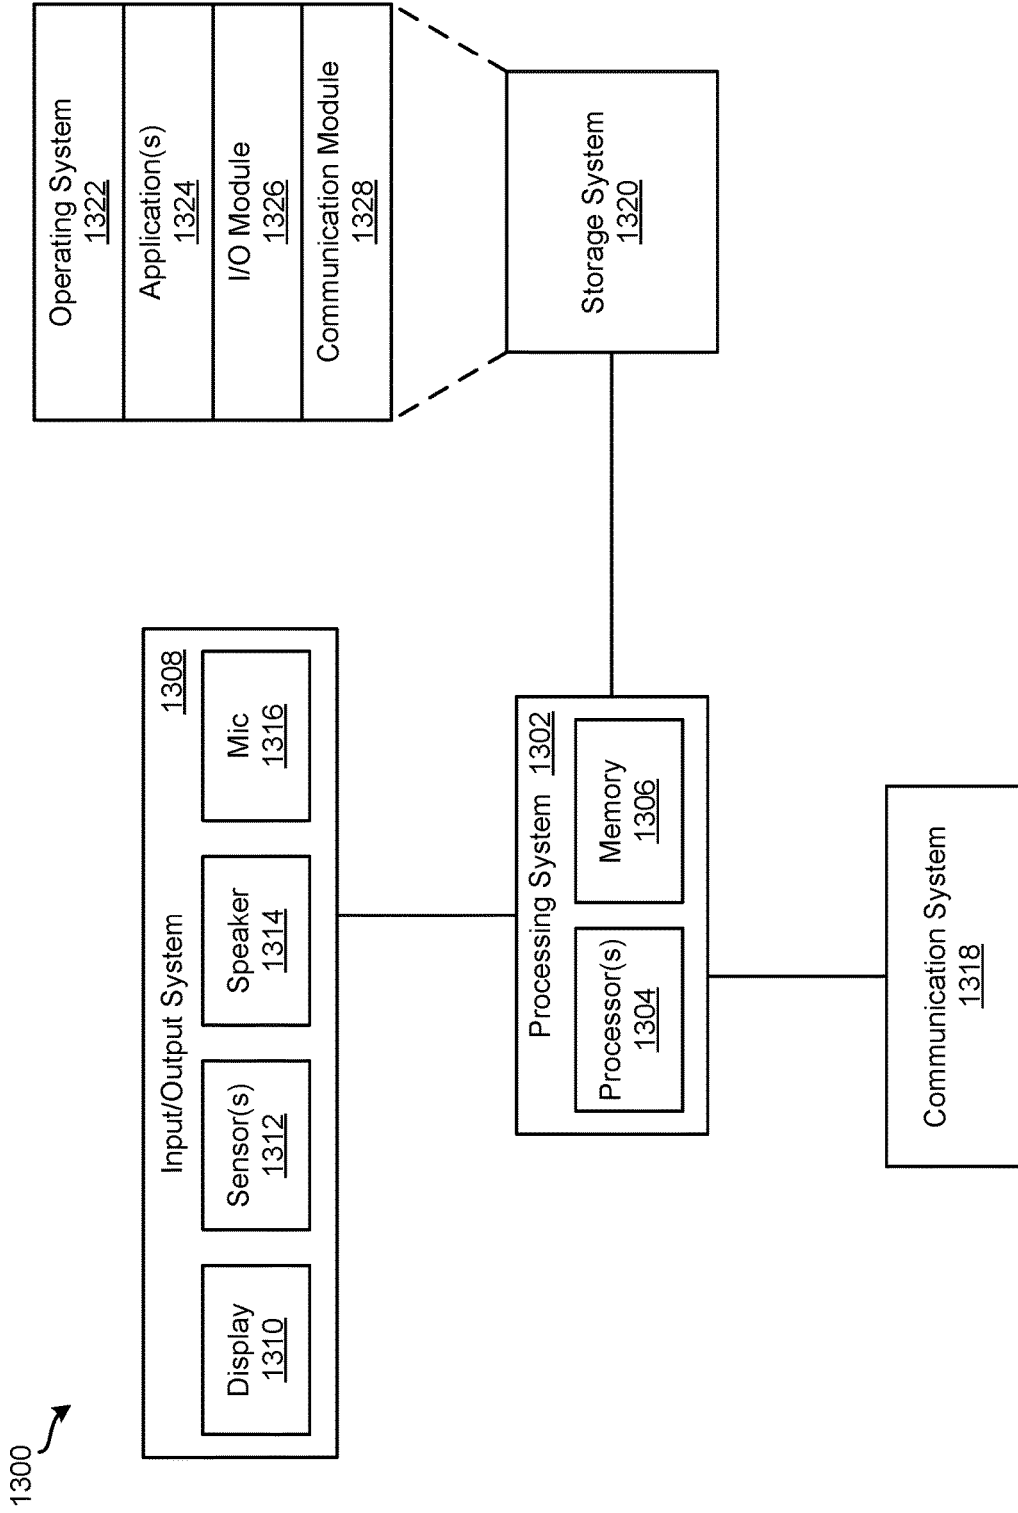 1300
Input/Output System
1308
Display
1310
Sensor(s)
1312
Speaker
1314
Mic
1316
Operating System
1322
Application(s)
1324
I/O Module
1326
Communication Module
1328
Processing System 1302
Processor(s)
1304
Memory
1306
Storage System
1320
Communication System
1318